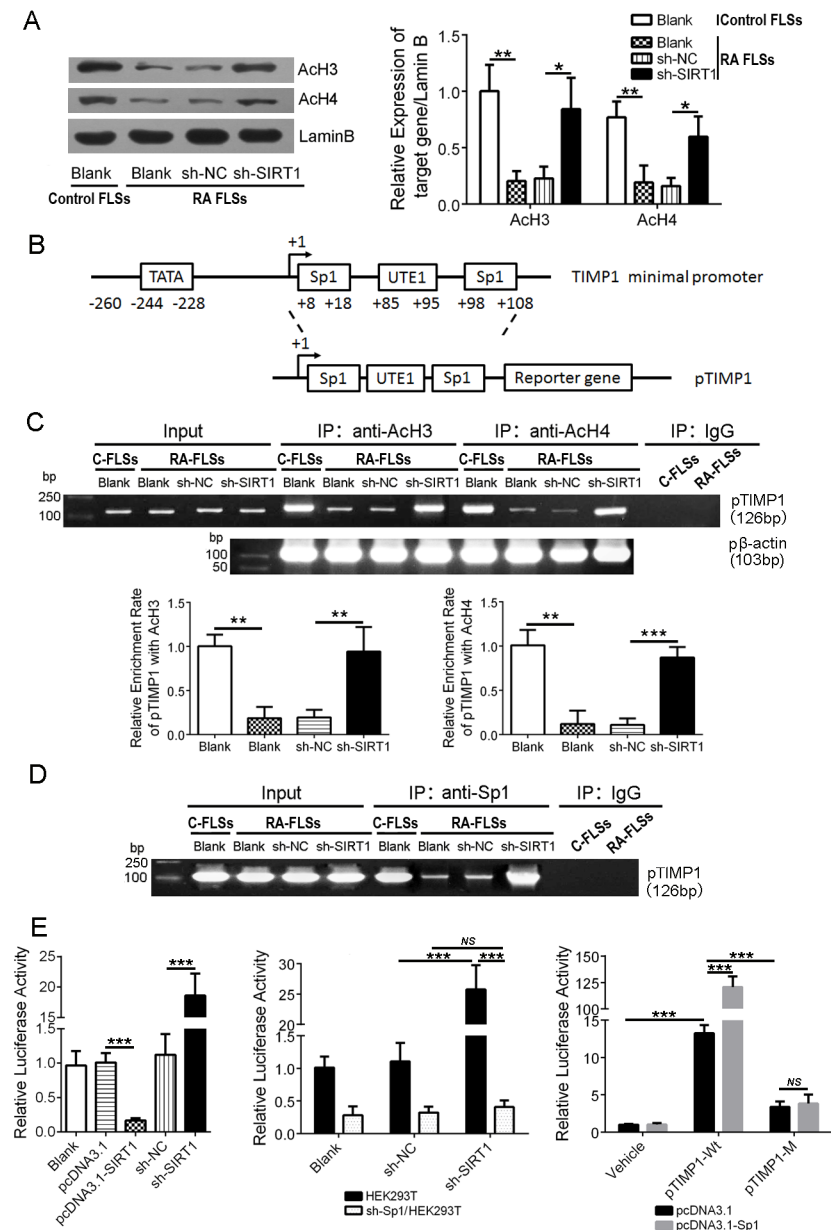 A
AcH3
AcH4
LaminB
Blank Blank sh-NC sh-SIRT1
Control FLSs RA FLSs
Relative Expression of
target gene/Lamin B
1.5
1.0
0.5
0.0
** * ** *
AcH3 AcH4
Blank Control FLSs
Blank
sh-NC
sh-SIRT1
RA FLSs
B
+1
TATA Sp1 UTE1 Sp1 TIMP1 minimal promoter
-260 -244 -228 +8 +18 +85 +95 +98 +108
+1
Sp1 UTE1 Sp1 Reporter gene pTIMP1
C
Input IP: anti-AcH3 IP: anti-AcH4 IP: IgG
C-FLSs RA-FLSs C-FLSs RA-FLSs C-FLSs RA-FLSs C-FLSs RA-FLSs
bp Blank Blank sh-NC sh-SIRT1 Blank Blank sh-NC sh-SIRT1 Blank Blank sh-NC sh-SIRT1
250
100
pTIMP1
(126bp)
bp
100
50
pβ-actin
(103bp)
Relative Enrichment Rate
of pTIMP1 with AcH3
1.5
1.0
0.5
0.0
** **
Blank Blank sh-NC sh-SIRT1
Relative Enrichment Rate
of pTIMP1 with AcH4
1.5
1.0
0.5
0.0
** ***
Blank Blank sh-NC sh-SIRT1
D
Input IP: anti-Sp1 IP: IgG
C-FLSs RA-FLSs C-FLSs RA-FLSs C-FLSs RA-FLSs
bp Blank Blank sh-NC sh-SIRT1 Blank Blank sh-NC sh-SIRT1
250
100
pTIMP1
(126bp)
E
Relative Luciferase Activity
25
20
15
10
5
1.5
1.0
0.5
0.0
*** ***
Blank pcDNA3.1 pcDNA3.1-SIRT1 sh-NC sh-SIRT1
Relative Luciferase Activity
30
25
20
1.5
1.0
0.5
0.0
NS
*** ***
Blank sh-NC sh-SIRT1
HEK293T
sh-Sp1/HEK293T
Relative Luciferase Activity
150
125
100
75
15
10
5
0
***
***
***
NS
Vehicle pTIMP1-Wt pTIMP1-M
pcDNA3.1
pcDNA3.1-Sp1